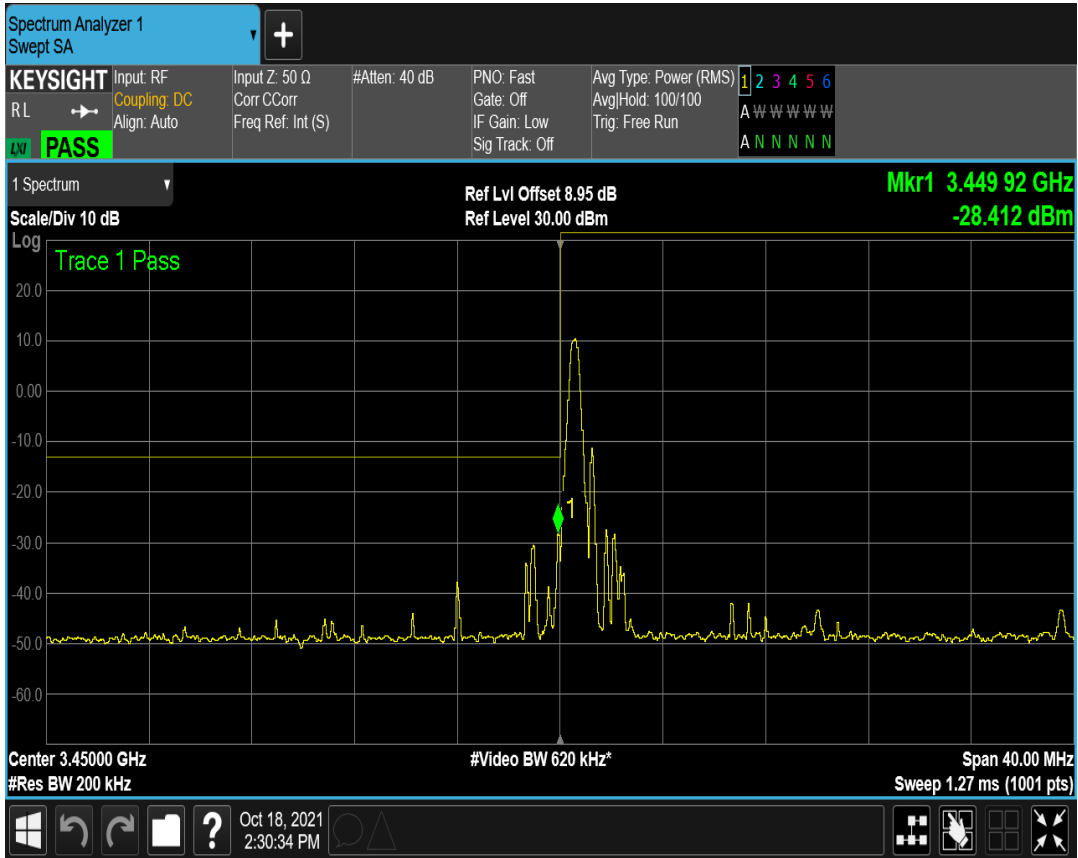 Spectrum Analyzer 1
Swept SA
KEYSIGHT
R L
LXI PASS
Input: RF
Coupling: DC
Align: Auto
Input Z: 50 Ω
Corr CCorr
Freq Ref: Int (S)
#Atten: 40 dB
PNO: Fast
Gate: Off
IF Gain: Low
Sig Track: Off
Avg Type: Power (RMS)
Avg|Hold: 100/100
Trig: Free Run
1 2 3 4 5 6
A W W W W W
A N N N N N
1 Spectrum
Scale/Div 10 dB
Ref Lvl Offset 8.95 dB
Ref Level 30.00 dBm
Mkr1 3.449 92 GHz
-28.412 dBm
Log
Trace 1 Pass
20.0
10.0
0.00
-10.0
-20.0
1
-30.0
-40.0
-50.0
-60.0
Center 3.45000 GHz
#Res BW 200 kHz
#Video BW 620 kHz*
Span 40.00 MHz
Sweep 1.27 ms (1001 pts)
?
Oct 18, 2021
2:30:34 PM